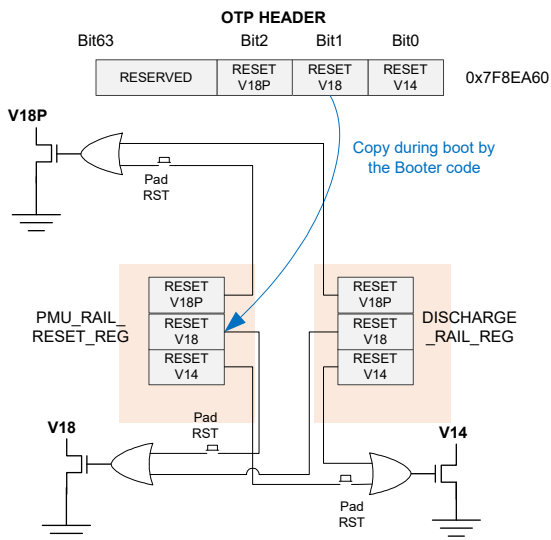 OTP HEADER
Bit63
Bit2
Bit1
Bit0
RESERVED
RESET
V18P
RESET
V18
RESET
V14
0x7F8EA60
V18P
Pad
RST
Copy during boot by
the Booter code
PMU_RAIL_
RESET_REG
RESET
V18P
RESET
V18
RESET
V14
RESET
V18P
RESET
V18
RESET
V14
DISCHARGE
_RAIL_REG
V18
Pad
RST
V14
Pad
RST